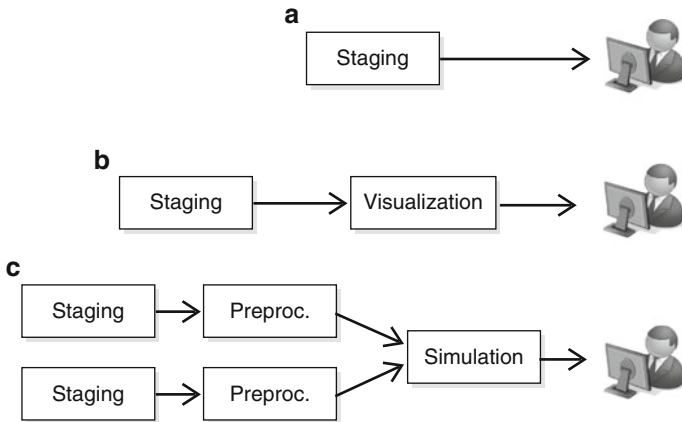 a
Staging
b
Staging Visualization
c
Staging Preproc.
Simulation
Staging Preproc.